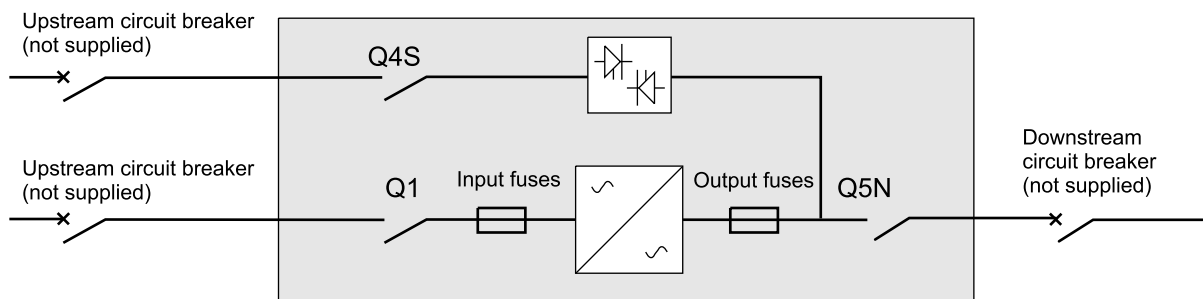 Upstream circuit breaker
(not supplied)
Q4S
Upstream circuit breaker
(not supplied)
Q1
Input fuses
Output fuses
Q5N
Downstream
circuit breaker
(not supplied)